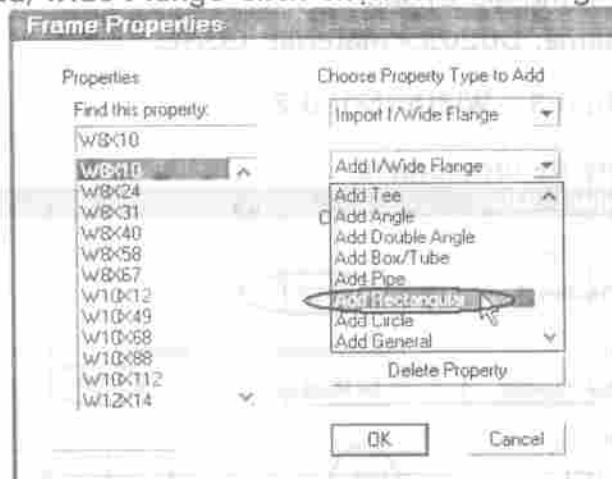 Frame Properties
Properties
Find this property:
W8X10
W8X10
W8X24
W8X31
W8X40
W8X58
W8X67
W10X12
W10X49
W10X68
W10X88
W10X112
W12X14
Choose Property Type to Add
Import I/Wide Flange
Add I/Wide Flange
Add Tee
Add Angle
Add Double Angle
Add Box/Tube
Add Pipe
Add Rectangular
Add Circle
Add General
Delete Property
OK
Cancel